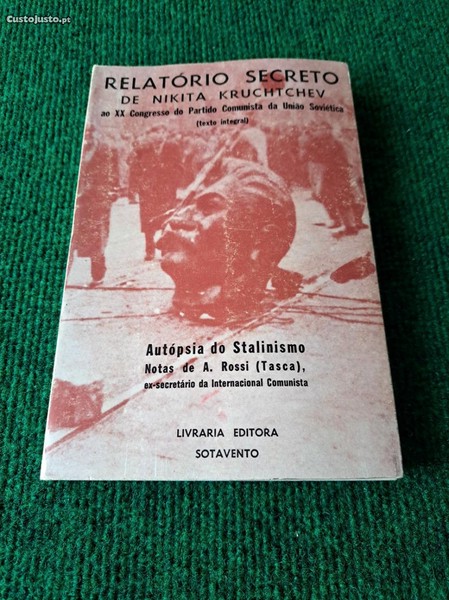 CustoJusto.pt
RELATÓRIO SECRETO
DE NIKITA KRUCHTCHEV
ao XX Congresso do Partido Comunista da União Soviética
(texto integral)
Autópsia do Stalinismo
Notas de A. Rossi (Tasca),
ex-secretário da Internacional Comunista
LIVRARIA EDITORA
SOTAVENTO